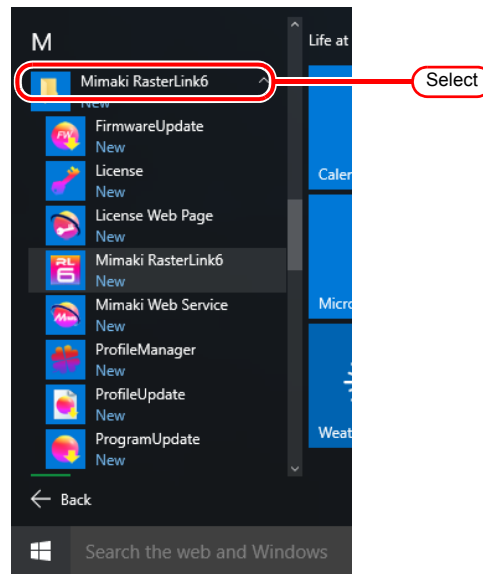 M
Life at
Mimaki RasterLink6
New
Select
FirmwareUpdate
New
License
New
Caler
License Web Page
New
Mimaki RasterLink6
New
Mimaki Web Service
New
Micro
ProfileManager
New
ProfileUpdate
New
ProgramUpdate
New
Weat
Back
Search the web and Windows